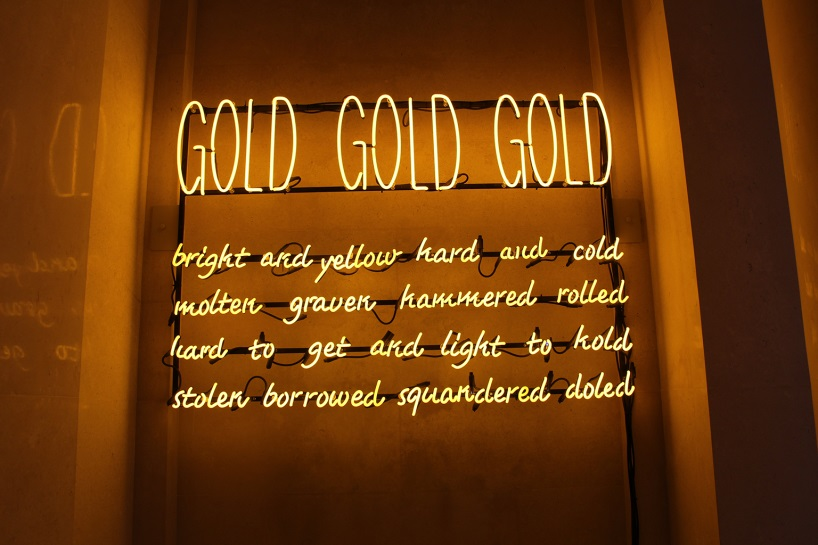 GOLD GOLD GOLD
bright and yellow hard and cold
molten graven hammered rolled
hard to get and light to hold
stolen borrowed squandered doled